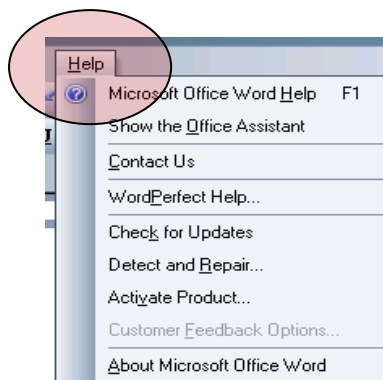 Help
Microsoft Office Word Help F1
Show the Office Assistant
Contact Us
WordPerfect Help...
Check for Updates
Detect and Repair...
Activate Product...
Customer Feedback Options...
About Microsoft Office Word